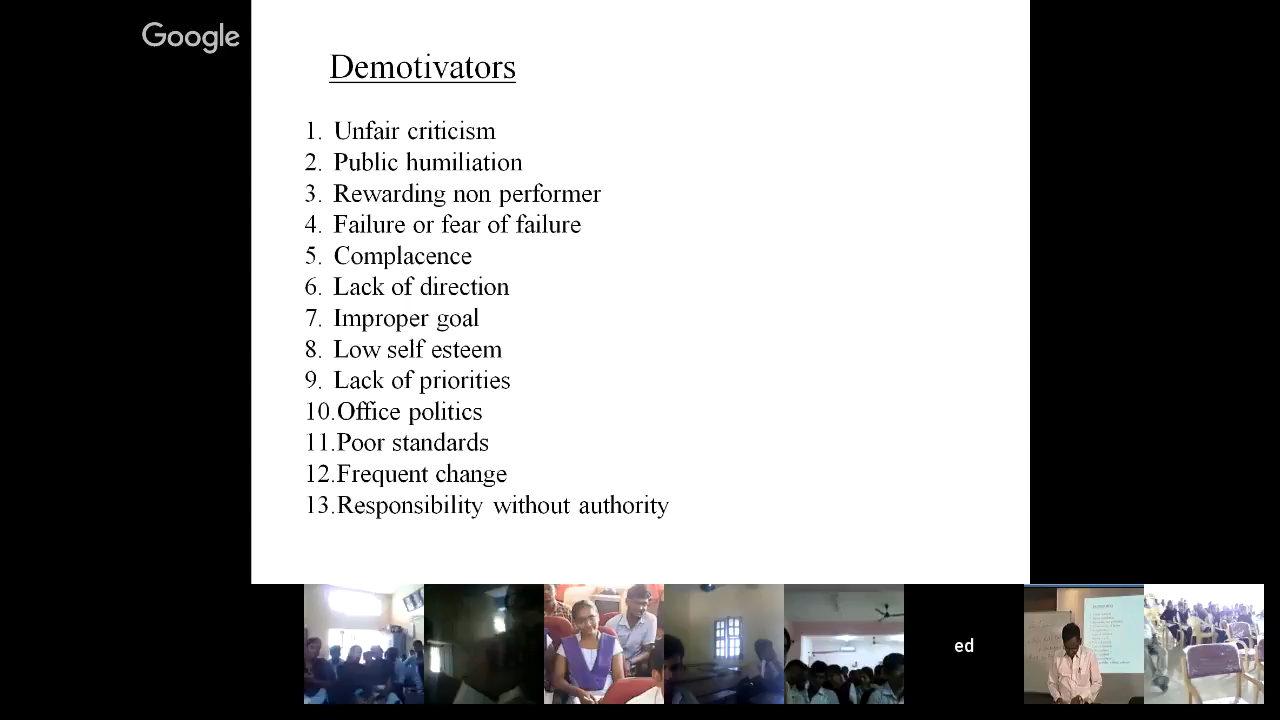 Google
Demotivators
1. Unfair criticism
2. Public humiliation
3. Rewarding non performer
4. Failure or fear of failure
5. Complacence
6. Lack of direction
7. Improper goal
8. Low self esteem
9. Lack of priorities
10.Office politics
11.Poor standards
12.Frequent change
13.Responsibility without authority
ed